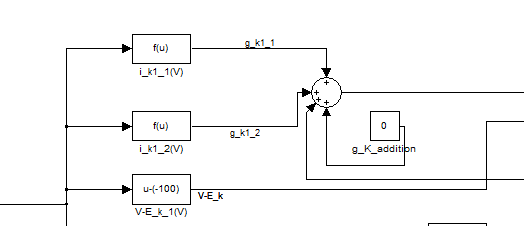 f(u)
g_k1_1
i_k1_1(V)
+
+
+
+
f(u)
g_k1_2
i_k1_2(V)
0
g_K_addition
u-(-100)
V-E_k
V-E_k_1(V)